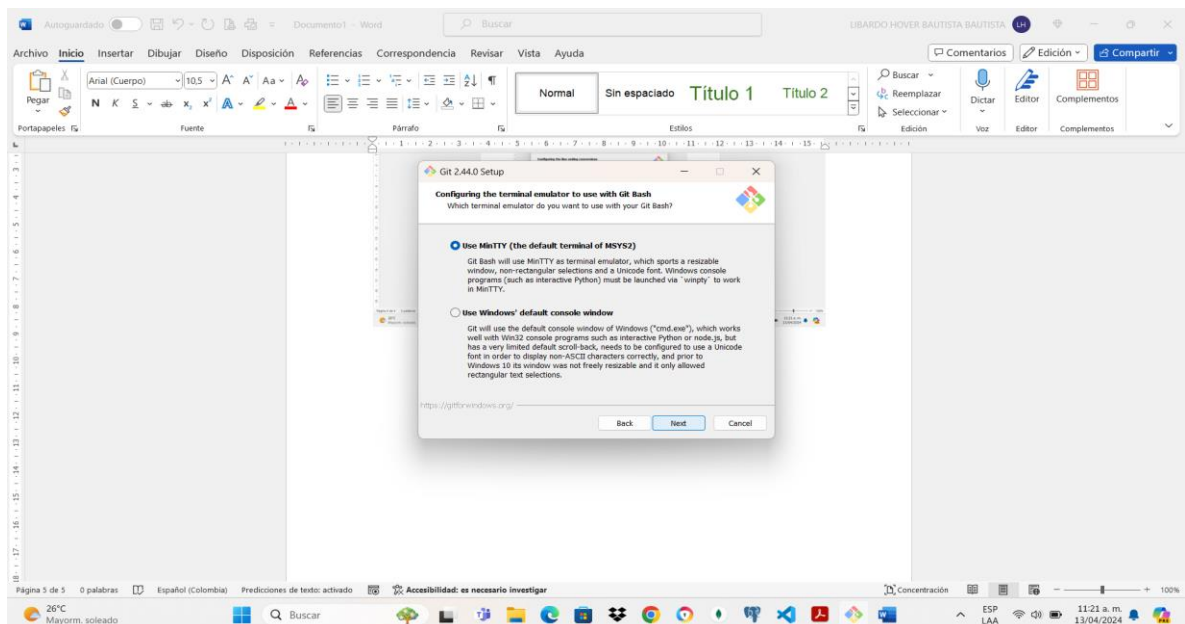 Autoguardado
Documento1 - Word
Buscar
LIBARDO HOVER BAUTISTA BAUTISTA
LH
Archivo Inicio Insertar Dibujar Diseño Disposición Referencias Correspondencia Revisar Vista Ayuda
Comentarios
Edición
Compartir
Pegar
Arial (Cuerpo)
10,5
N K S ab x₂ x²
Normal
Sin espaciado
Título 1
Título 2
Buscar
Reemplazar
Seleccionar
Dictar
Editor
Complementos
Portapapeles
Fuente
Párrafo
Estilos
Edición
Voz
Editor
Complementos
Git 2.44.0 Setup
Configuring the terminal emulator to use with Git Bash
Which terminal emulator do you want to use with your Git Bash?
Use MinTTY (the default terminal of MSYS2)
Git Bash will use MinTTY as terminal emulator, which sports a resizable
window, non-rectangular selections and a Unicode font. Windows console
programs (such as interactive Python) must be launched via `winpty` to work
in MinTTY.
Use Windows' default console window
Git will use the default console window of Windows ("cmd.exe"), which works
well with Win32 console programs such as interactive Python or node.js, but
has a very limited default scroll-back, needs to be configured to use a Unicode
font in order to display non-ASCII characters correctly, and prior to
Windows 10 its window was not freely resizable and it only allowed
rectangular text selections.
https://gitforwindows.org/
Back
Next
Cancel
Página 5 de 5 0 palabras Español (Colombia) Predicciones de texto: activado Accesibilidad: es necesario investigar
Concentración
100%
26°C
Mayorm. soleado
Buscar
ESP
LAA
11:21 a. m.
13/04/2024